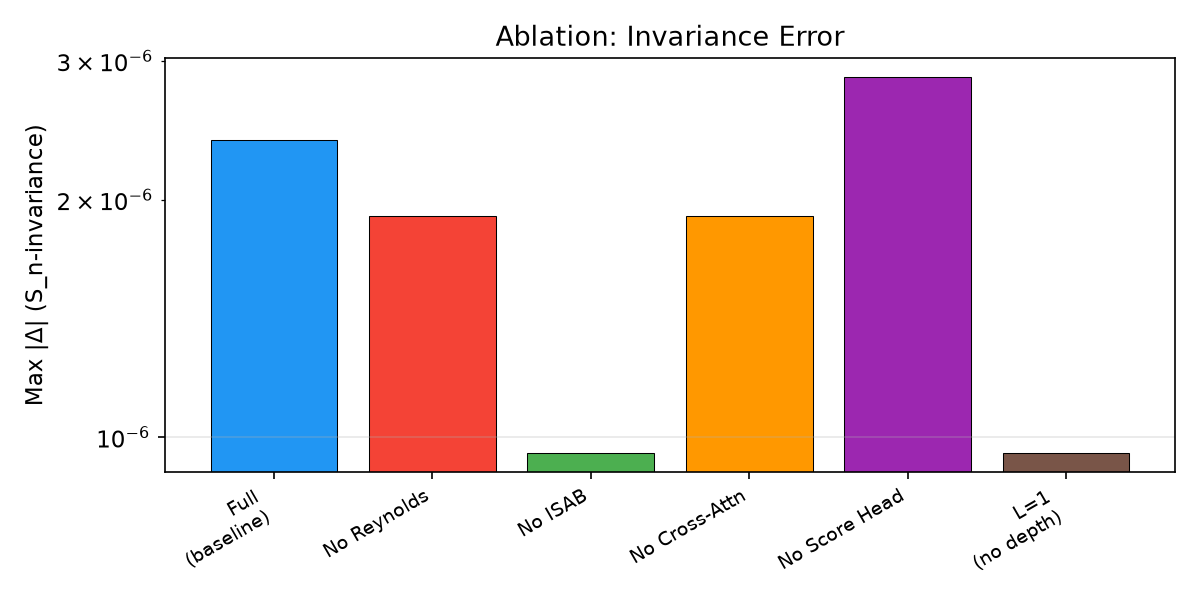 Ablation: Invariance Error
Max |Δ| (S_n-invariance)
3 × 10⁻⁶
2 × 10⁻⁶
10⁻⁶
Full
(baseline)
No Reynolds
No ISAB
No Cross-Attn
No Score Head
L=1
(no depth)